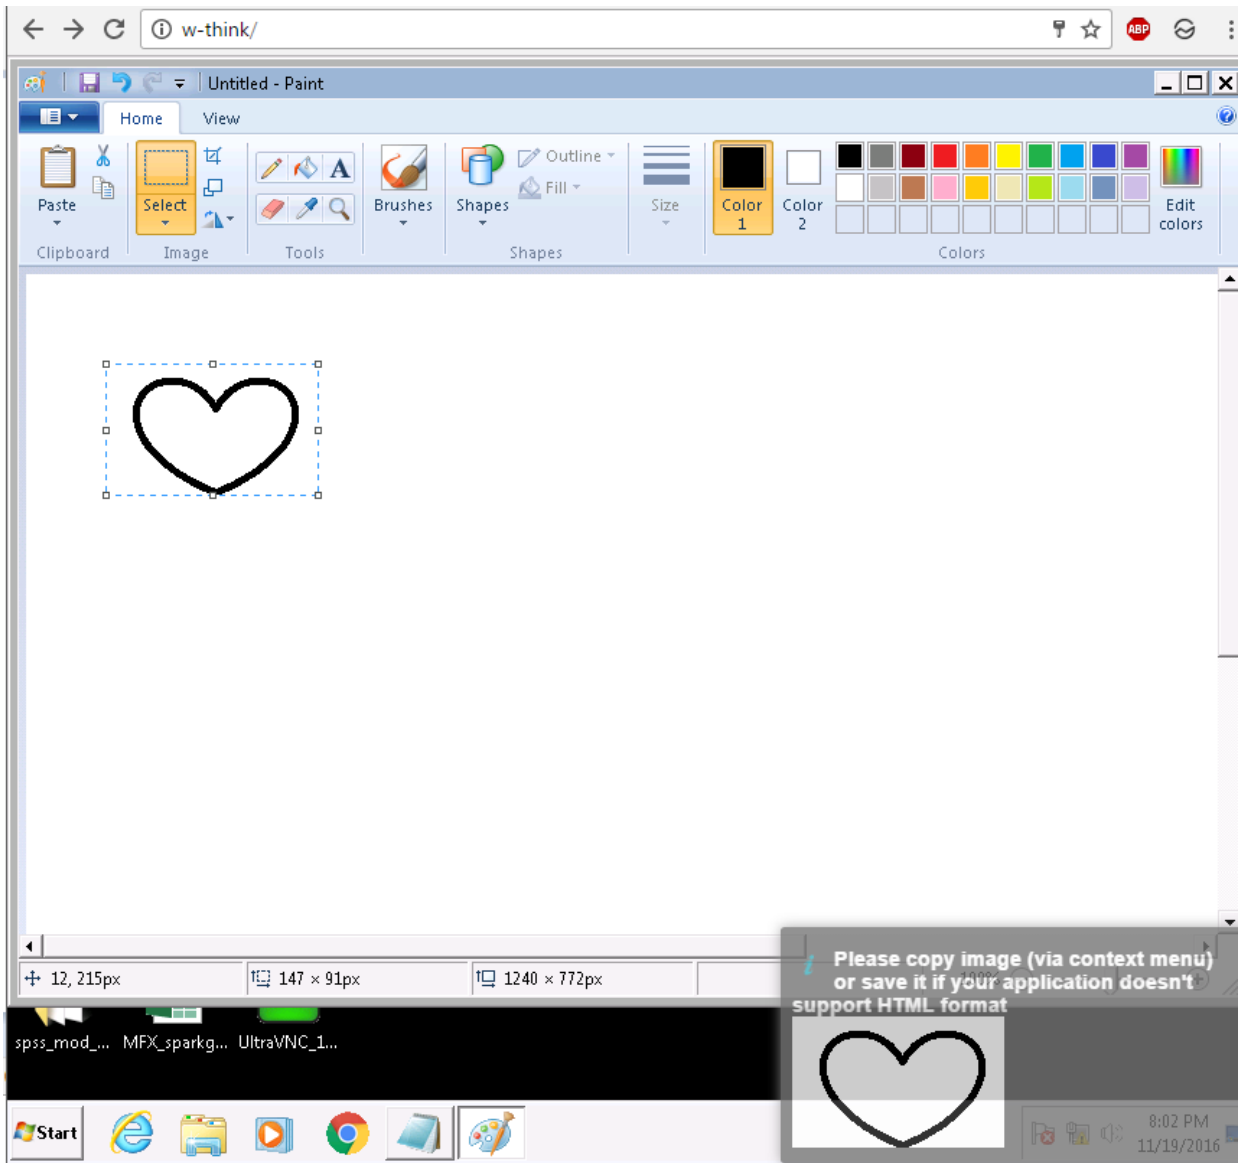 w-think/
ABP
Untitled - Paint
Home View
Paste
Select
A
Brushes
Shapes
Outline
Fill
Size
Color 1
Color 2
Edit colors
Clipboard Image Tools Shapes Colors
12, 215px 147 × 91px 1240 × 772px
Please copy image (via context menu)
or save it if your application doesn't
support HTML format
spss_mod_... MFX_sparkg... UltraVNC_1...
Start
8:02 PM
11/19/2016